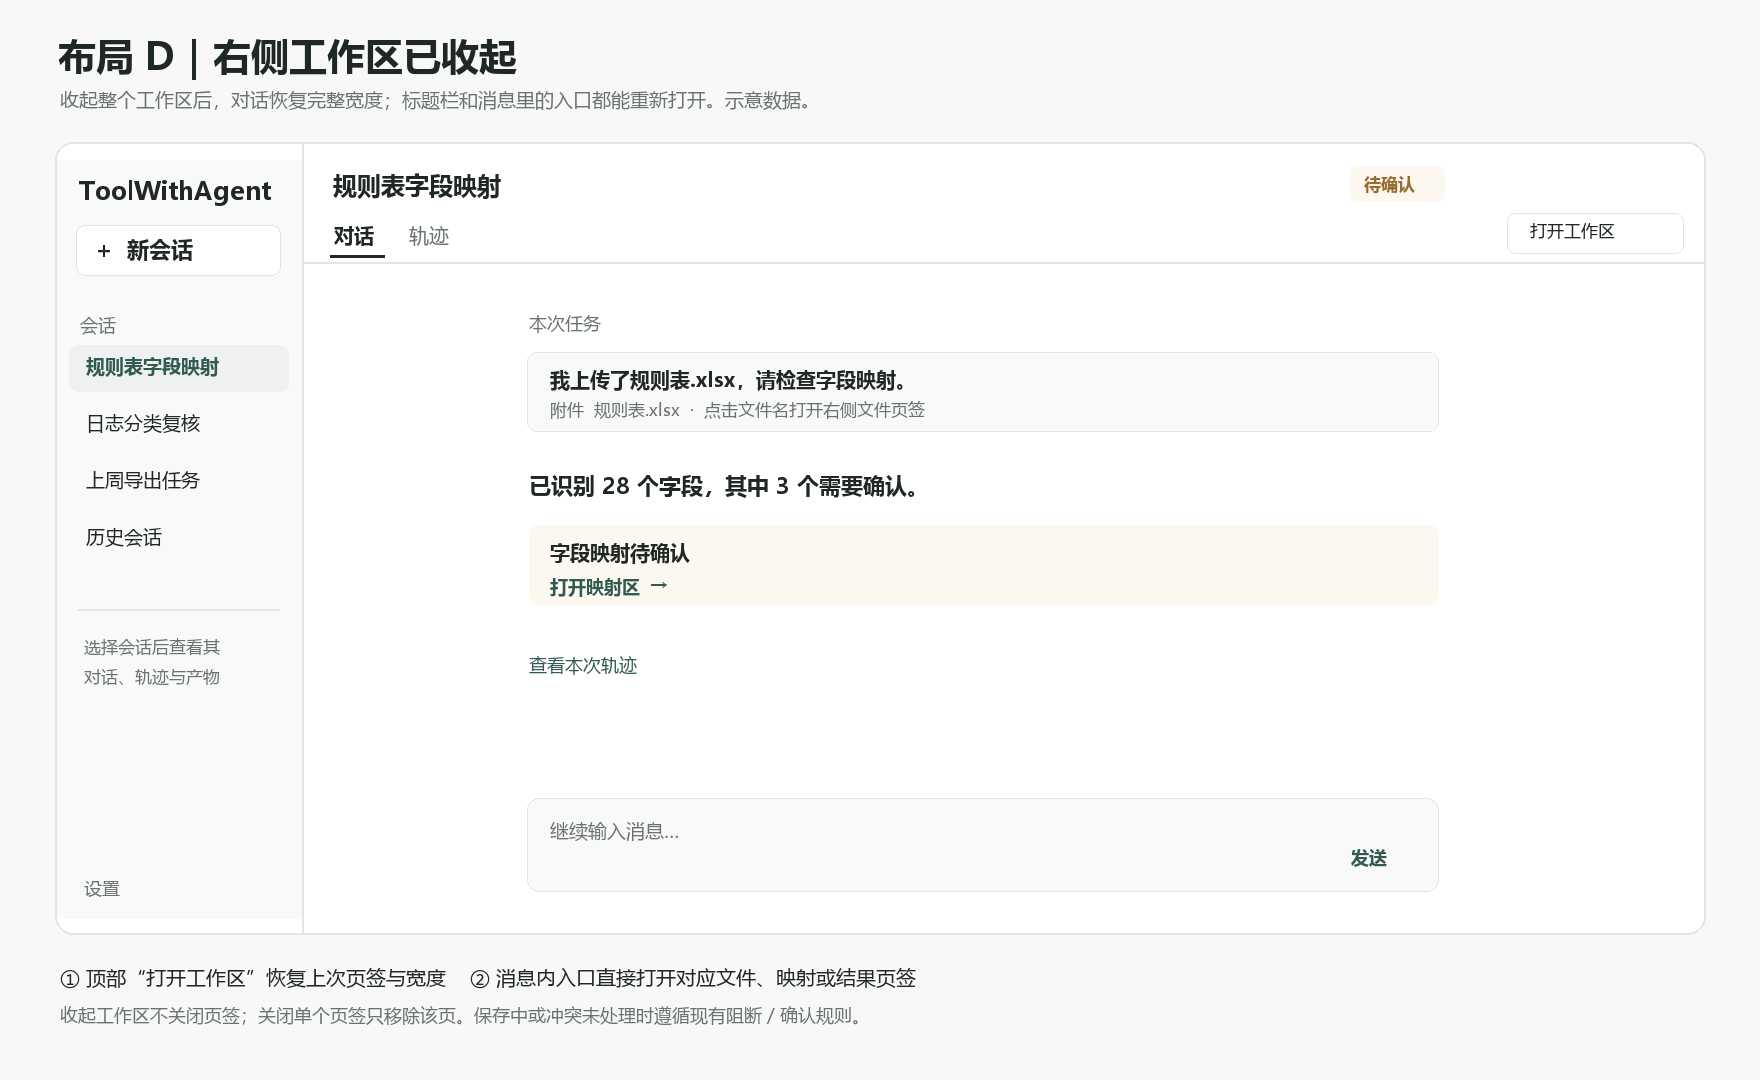 布局 D｜右侧工作区已收起
收起整个工作区后，对话恢复完整宽度；标题栏和消息里的入口都能重新打开。示意数据。
ToolWithAgent
+ 新会话
会话
规则表字段映射
日志分类复核
上周导出任务
历史会话
选择会话后查看其
对话、轨迹与产物
设置
规则表字段映射
待确认
对话 轨迹
打开工作区
本次任务
我上传了规则表.xlsx，请检查字段映射。
附件 规则表.xlsx · 点击文件名打开右侧文件页签
已识别 28 个字段，其中 3 个需要确认。
字段映射待确认
打开映射区 →
查看本次轨迹
继续输入消息...
发送
① 顶部“打开工作区”恢复上次页签与宽度 ② 消息内入口直接打开对应文件、映射或结果页签
收起工作区不关闭页签；关闭单个页签只移除该页。保存中或冲突未处理时遵循现有阻断 / 确认规则。